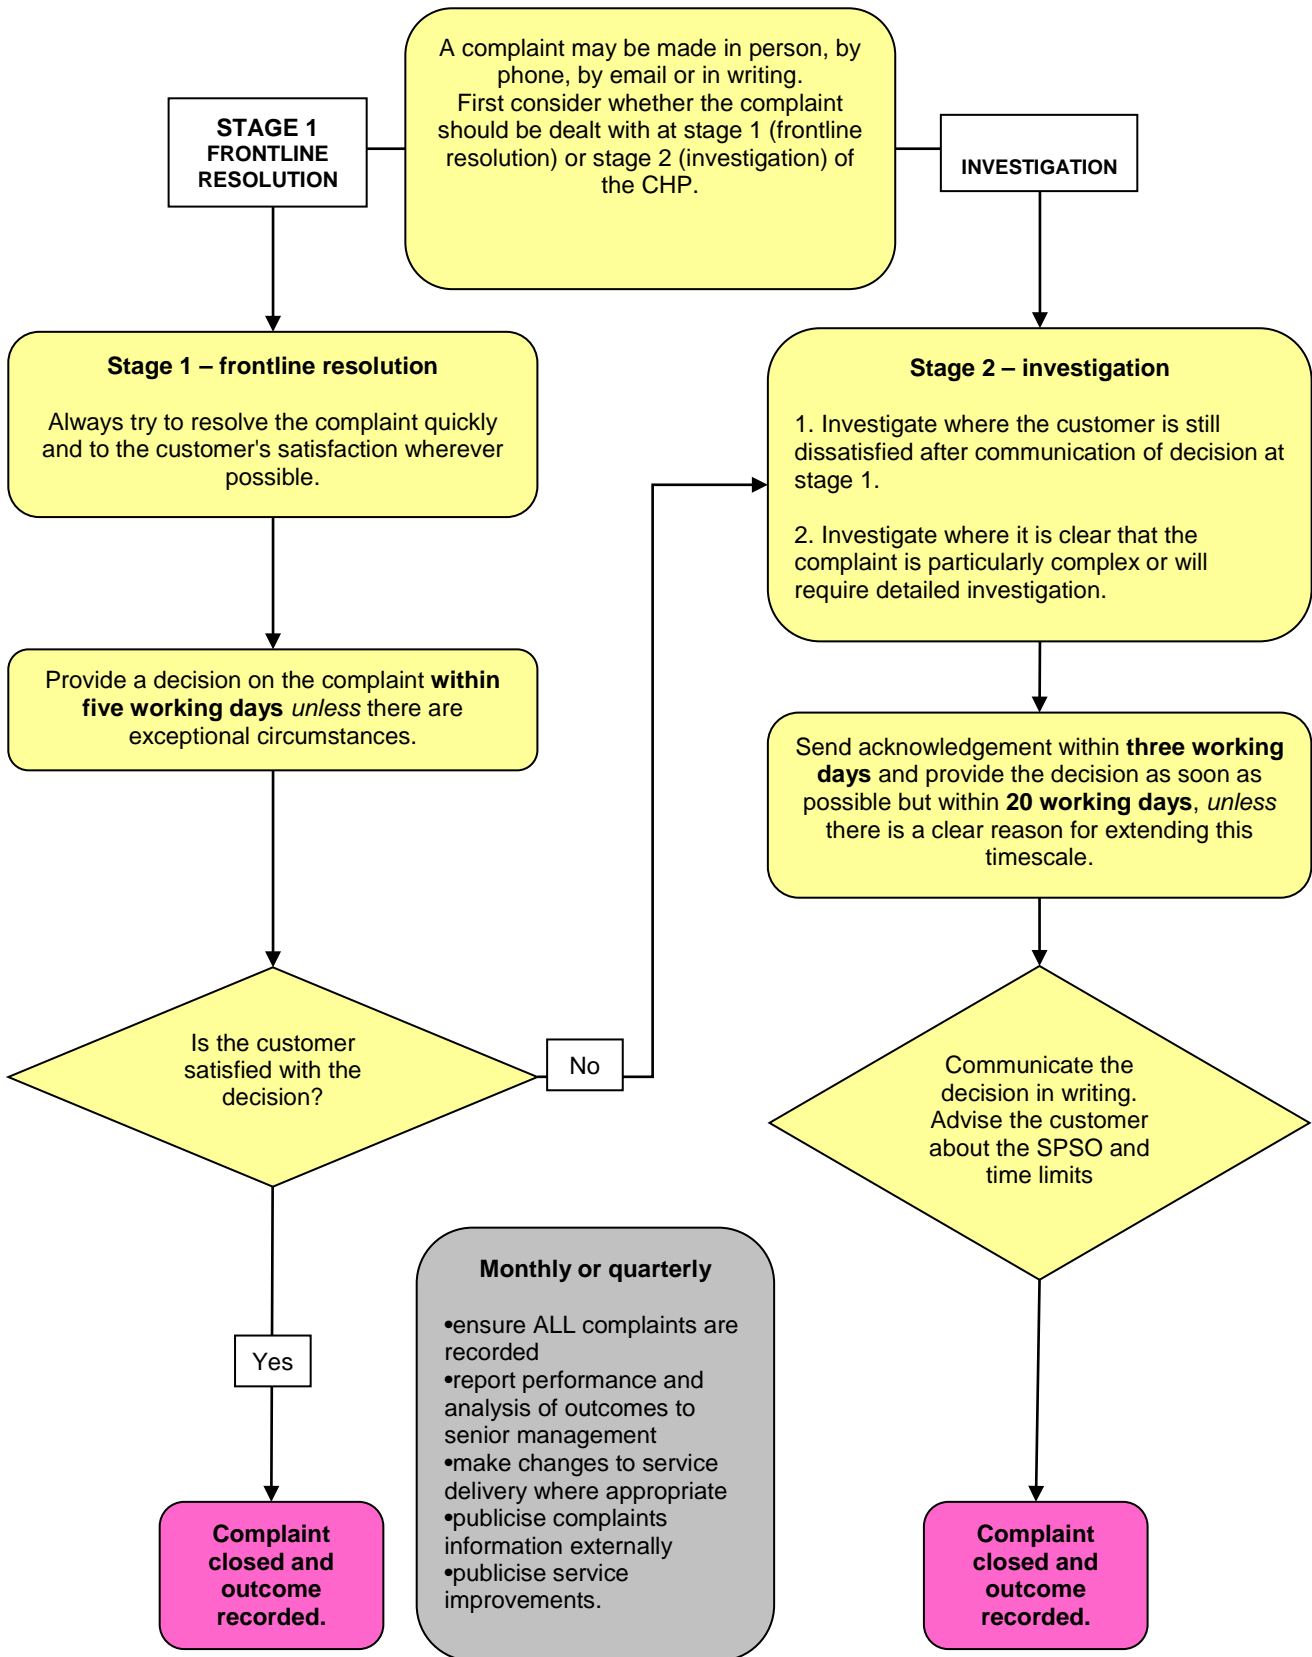 A complaint may be made in person, by
phone, by email or in writing.
First consider whether the complaint
should be dealt with at stage 1 (frontline
resolution) or stage 2 (investigation) of
the CHP.
STAGE 1
FRONTLINE
RESOLUTION
INVESTIGATION
Stage 1 – frontline resolution
Always try to resolve the complaint quickly
and to the customer's satisfaction wherever
possible.
Provide a decision on the complaint within
five working days unless there are
exceptional circumstances.
Is the customer
satisfied with the
decision?
No
Yes
Complaint
closed and
outcome
recorded.
Stage 2 – investigation
1. Investigate where the customer is still
dissatisfied after communication of decision at
stage 1.
2. Investigate where it is clear that the
complaint is particularly complex or will
require detailed investigation.
Send acknowledgement within three working
days and provide the decision as soon as
possible but within 20 working days, unless
there is a clear reason for extending this
timescale.
Communicate the
decision in writing.
Advise the customer
about the SPSO and
time limits
Complaint
closed and
outcome
recorded.
Monthly or quarterly
•ensure ALL complaints are
recorded
•report performance and
analysis of outcomes to
senior management
•make changes to service
delivery where appropriate
•publicise complaints
information externally
•publicise service
improvements.